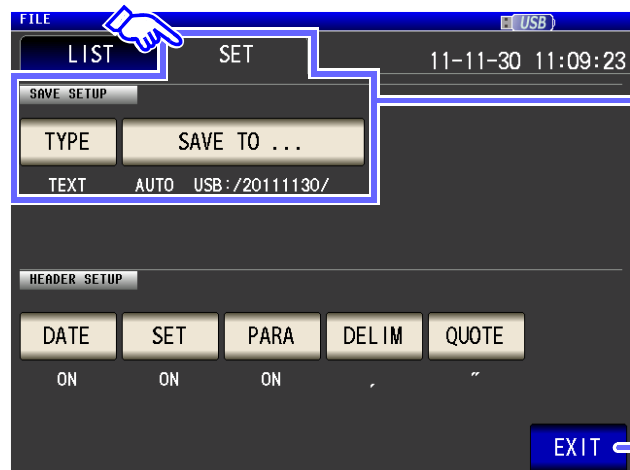 FILE USB
LIST SET 11-11-30 11:09:23
SAVE SETUP
TYPE SAVE TO ...
TEXT AUTO USB:/20111130/
HEADER SETUP
DATE SET PARA DELIM QUOTE
ON ON ON , ″
EXIT